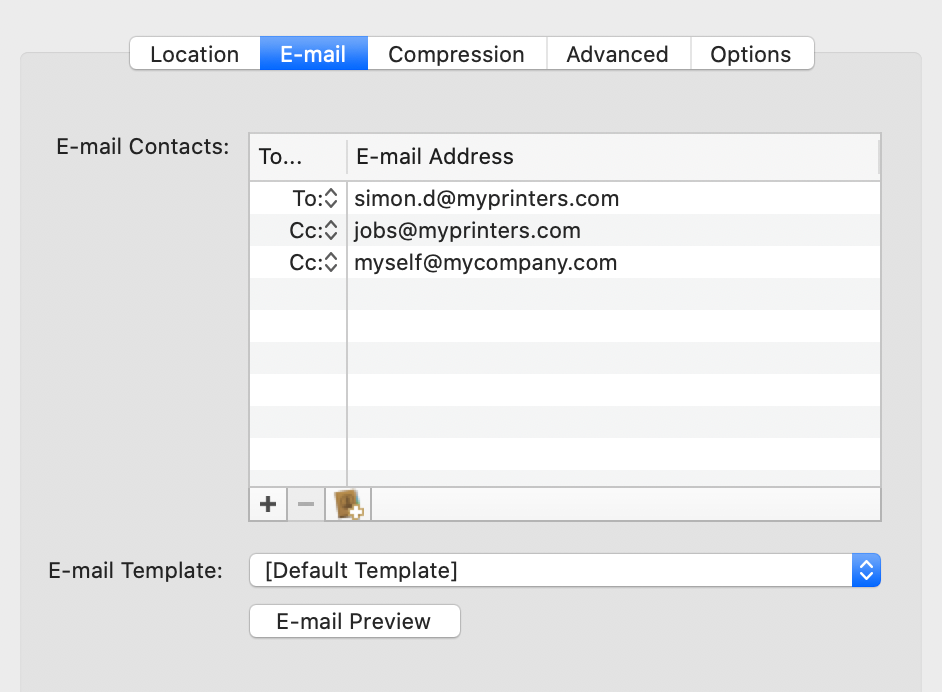 Location E-mail Compression Advanced Options
E-mail Contacts:
To... E-mail Address
To: simon.d@myprinters.com
Cc: jobs@myprinters.com
Cc: myself@mycompany.com
E-mail Template: [Default Template]
E-mail Preview